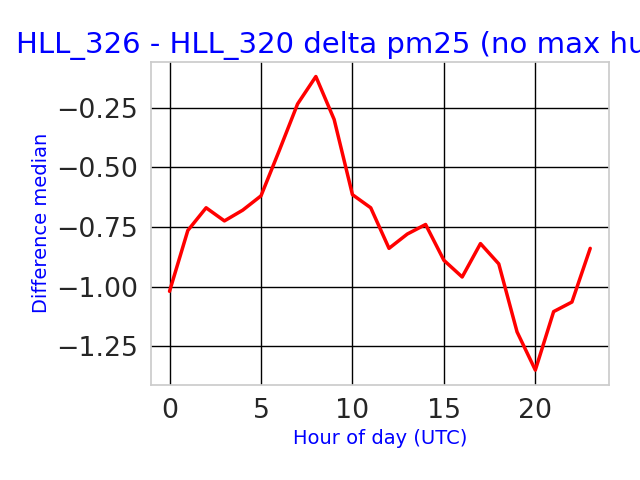 HLL_326 - HLL_320 delta pm25 (no max hu
Difference median
−0.25
−0.50
−0.75
−1.00
−1.25
0 5 10 15 20
Hour of day (UTC)